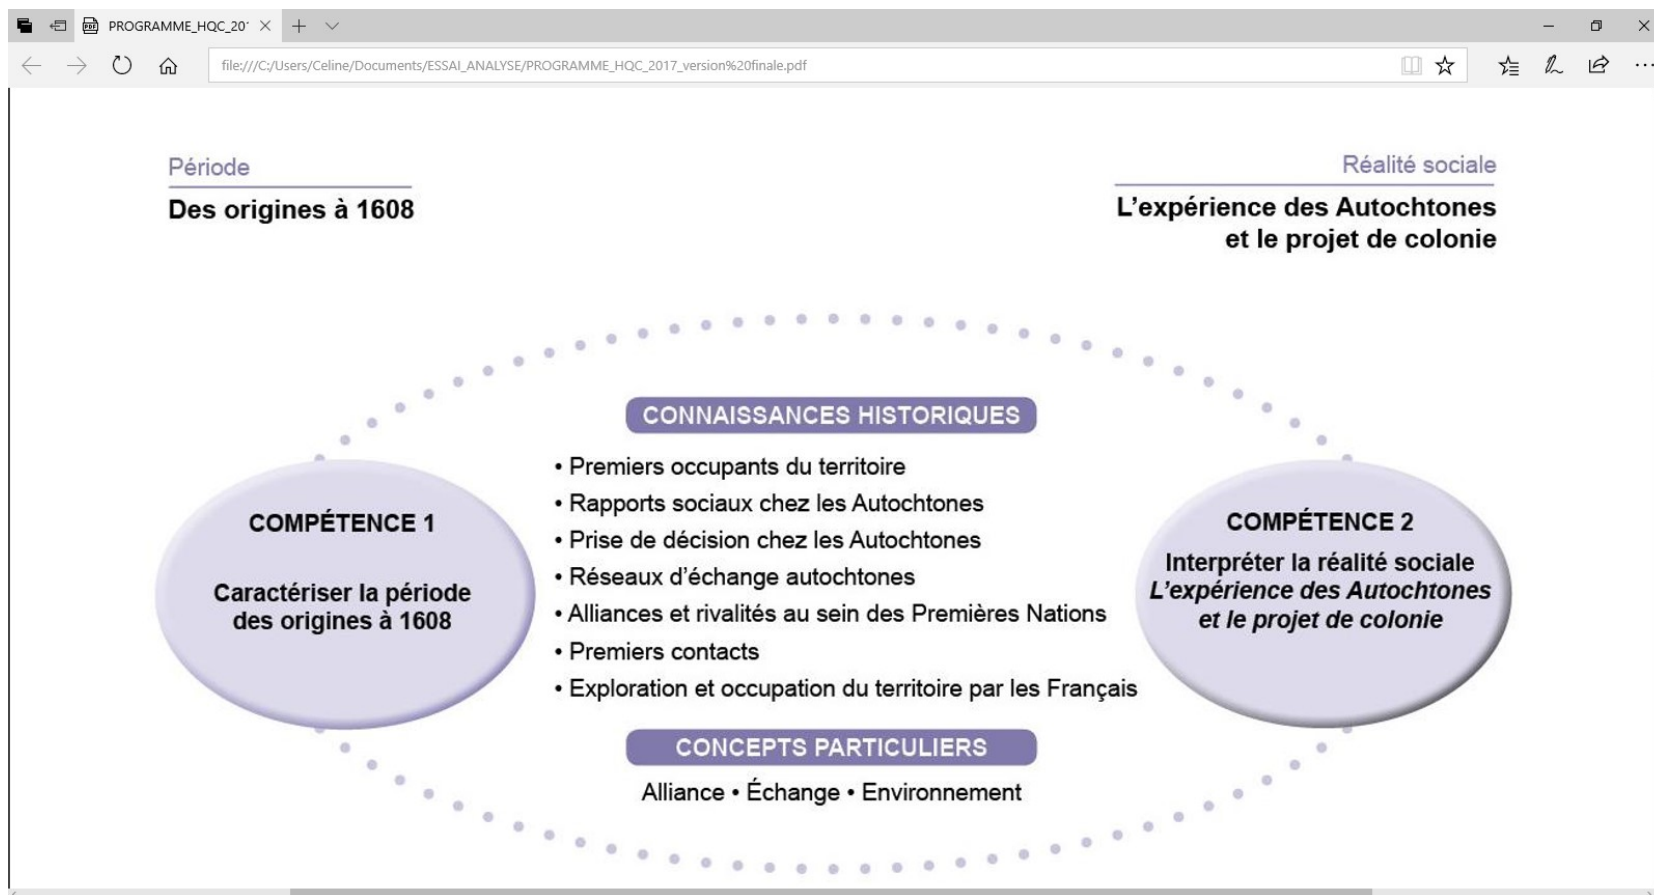 PROGRAMME_HQC_20
file:///C:/Users/Celine/Documents/ESSAI_ANALYSE/PROGRAMME_HQC_2017_version%20finale.pdf
Période
Des origines à 1608
Réalité sociale
L'expérience des Autochtones
et le projet de colonie
COMPÉTENCE 1
Caractériser la période
des origines à 1608
CONNAISSANCES HISTORIQUES
• Premiers occupants du territoire
• Rapports sociaux chez les Autochtones
• Prise de décision chez les Autochtones
• Réseaux d'échange autochtones
• Alliances et rivalités au sein des Premières Nations
• Premiers contacts
• Exploration et occupation du territoire par les Français
CONCEPTS PARTICULIERS
Alliance • Échange • Environnement
COMPÉTENCE 2
Interpréter la réalité sociale
L'expérience des Autochtones
et le projet de colonie